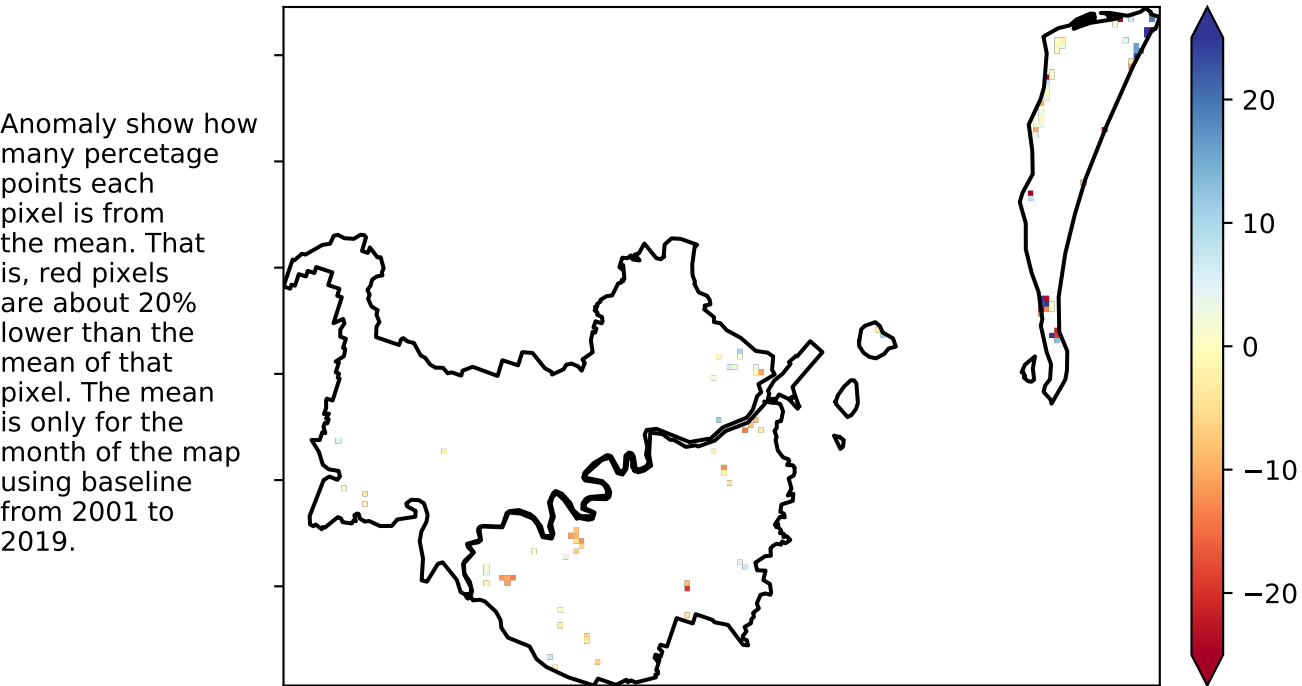 Anomaly show how
many percetage
points each
pixel is from
the mean. That
is, red pixels
are about 20%
lower than the
mean of that
pixel. The mean
is only for the
month of the map
using baseline
from 2001 to
2019.
20
10
0
−10
−20